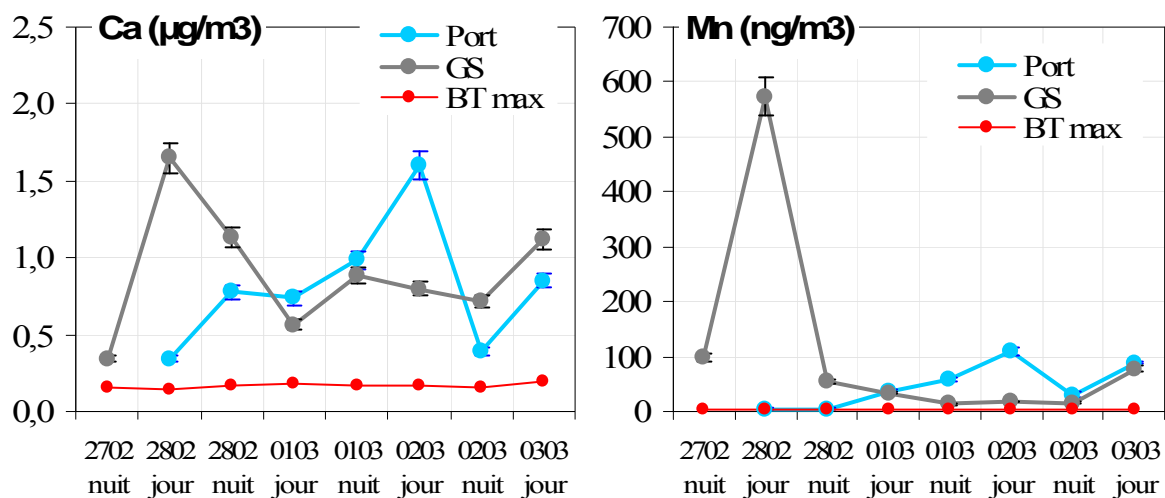 Ca (µg/m3)
Port
GS
BT max
2,5
2,0
1,5
1,0
0,5
0,0
2702 2802 2802 0103 0103 0203 0203 0303
nuit jour nuit jour nuit jour nuit jour
Mn (ng/m3)
Port
GS
BT max
700
600
500
400
300
200
100
0
2702 2802 2802 0103 0103 0203 0203 0303
nuit jour nuit jour nuit jour nuit jour